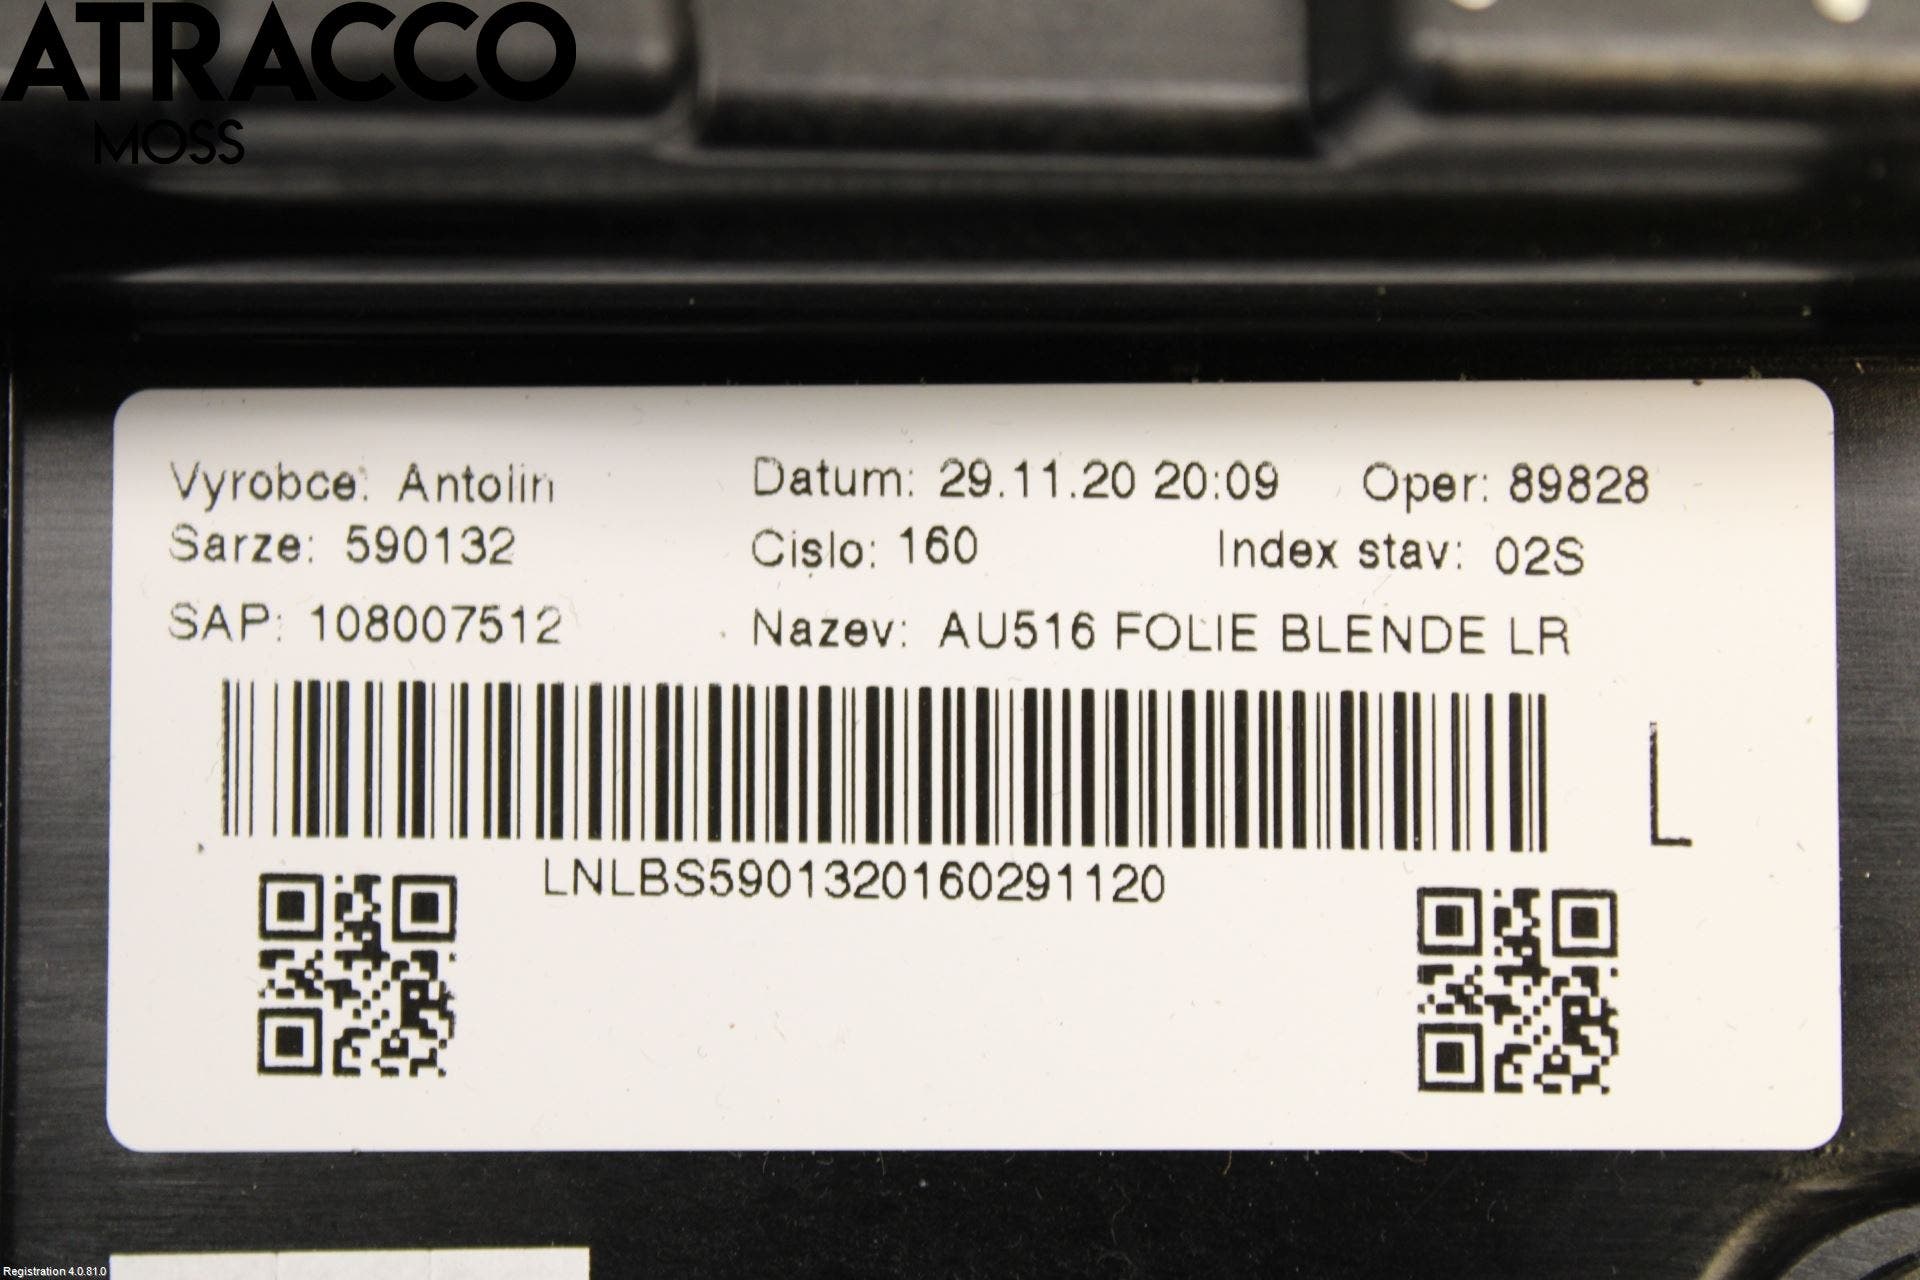 ATRACCO
MOSS
Vyrobce: Antolin Datum: 29.11.20 20:09 Oper: 89828
Sarze: 590132 Cislo: 160 Index stav: 02S
SAP: 108007512 Nazev: AU516 FOLIE BLENDE LR
L
LNLBS5901320160291120
Registration 4.0.81.0